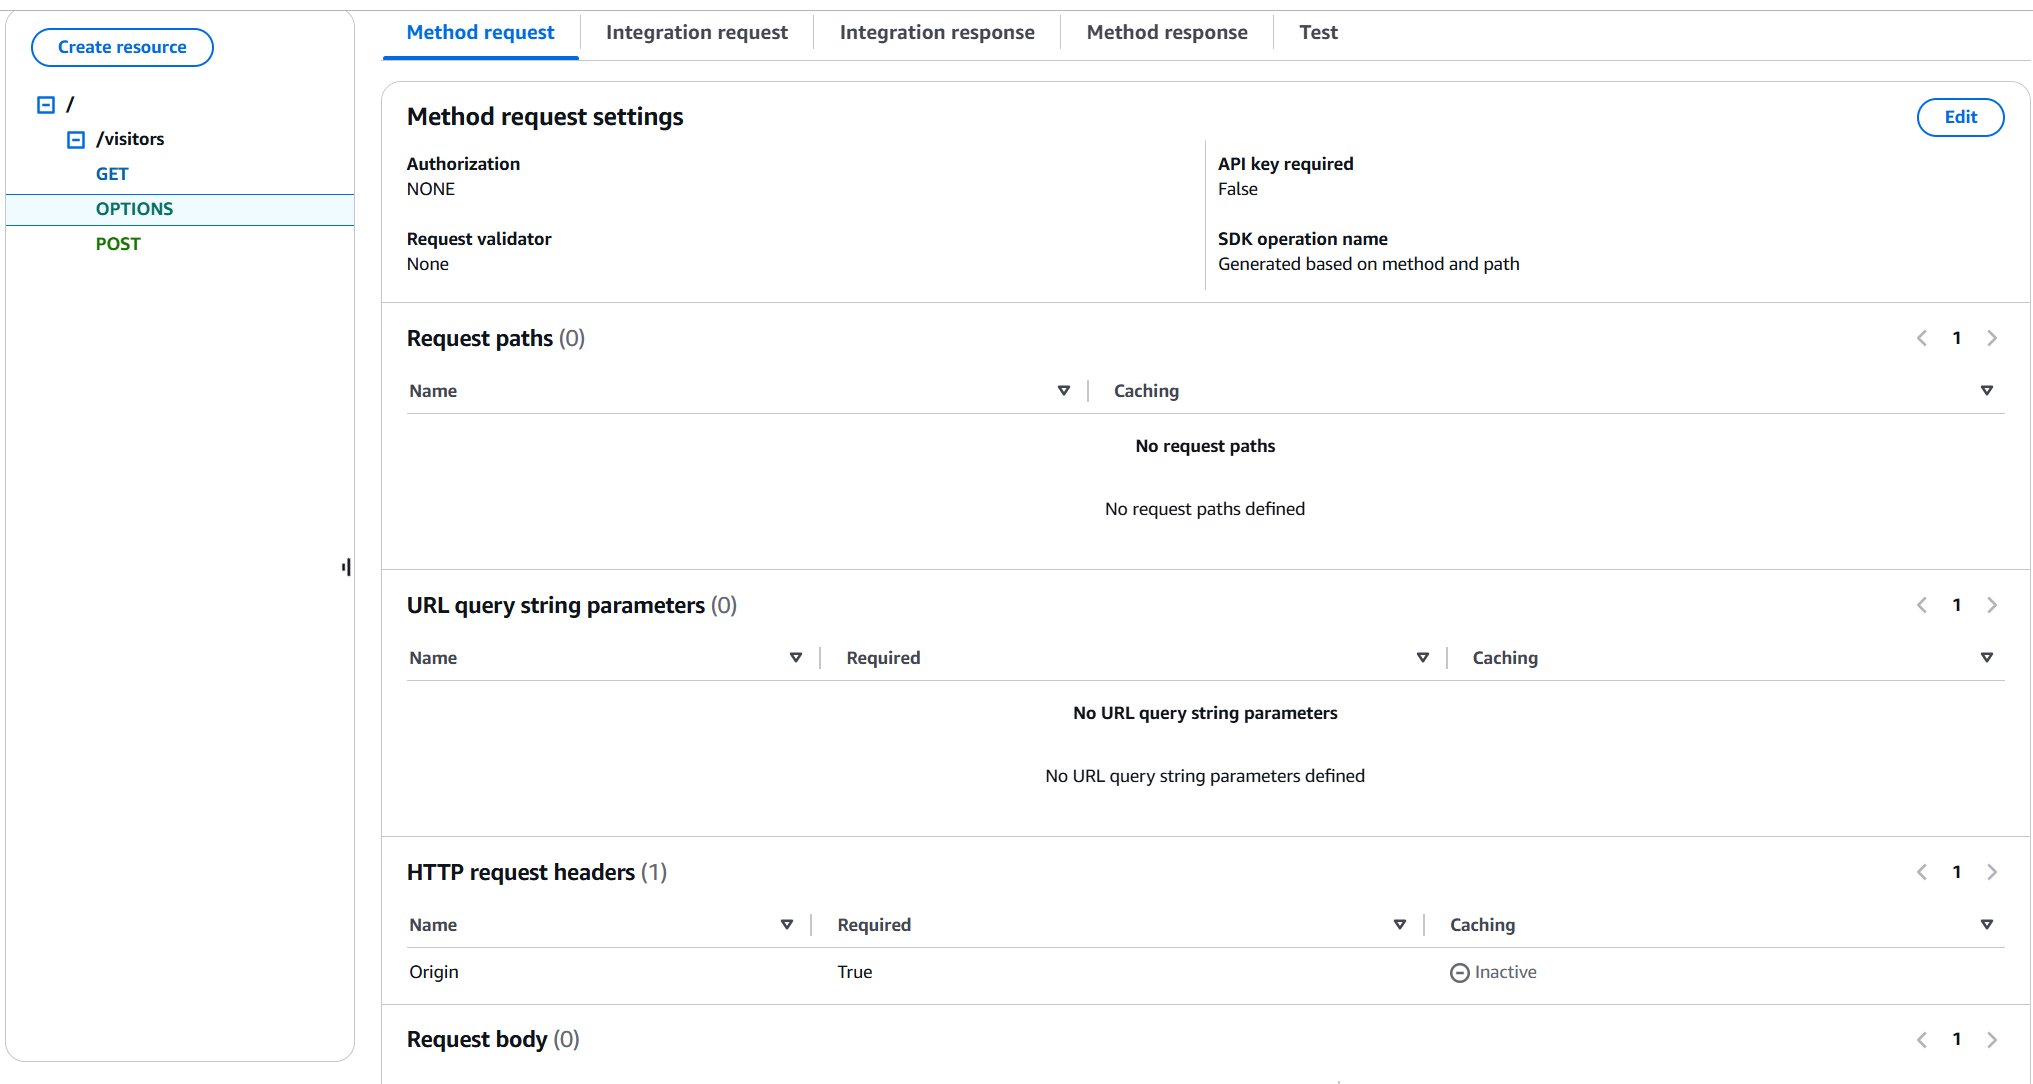 Create resource
/
/visitors
GET
OPTIONS
POST
Method request
Integration request
Integration response
Method response
Test
Method request settings
Edit
Authorization
NONE
API key required
False
Request validator
None
SDK operation name
Generated based on method and path
Request paths (0)
1
Name
Caching
No request paths
No request paths defined
URL query string parameters (0)
1
Name
Required
Caching
No URL query string parameters
No URL query string parameters defined
HTTP request headers (1)
1
Name
Required
Caching
Origin
True
Inactive
Request body (0)
1